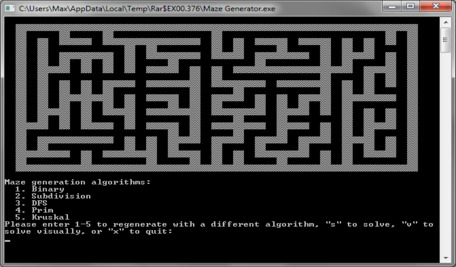 C:\Users\Max\AppData\Local\Temp\Rar$EX00.376\Maze Generator.exe
Maze generation algorithms:
1. Binary
2. Subdivision
3. DFS
4. Prim
5. Kruskal
Please enter 1-5 to regenerate with a different algorithm, "s" to solve, "v" to
solve visually, or "x" to quit: